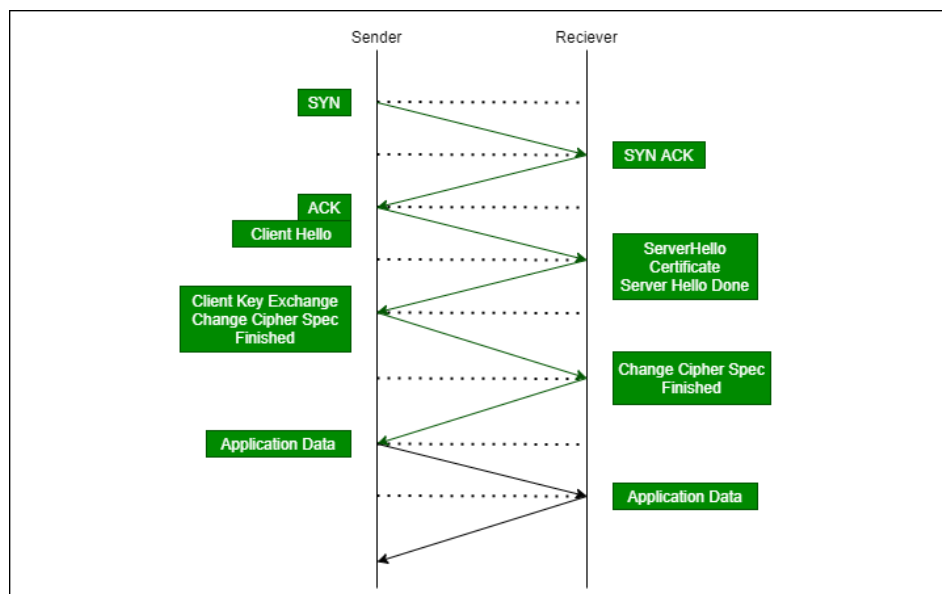 Sender
Reciever
SYN
SYN ACK
ACK
Client Hello
ServerHello
Certificate
Server Hello Done
Client Key Exchange
Change Cipher Spec
Finished
Change Cipher Spec
Finished
Application Data
Application Data